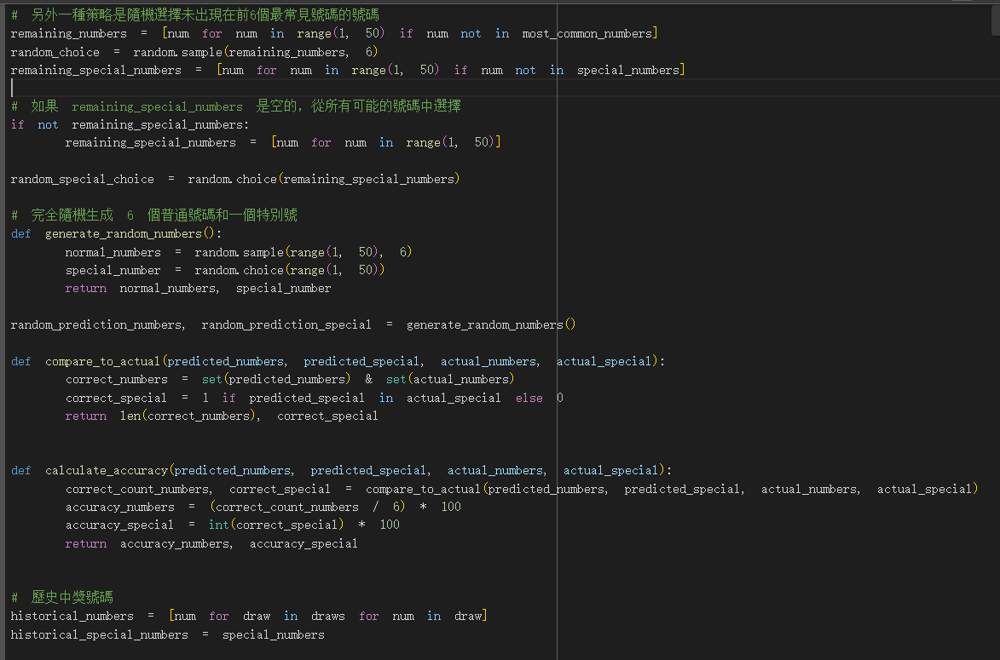 # 另外一種策略是隨機選擇未出現在前6個最常見號碼的號碼
remaining_numbers = [num for num in range(1, 50) if num not in most_common_numbers]
random_choice = random.sample(remaining_numbers, 6)
remaining_special_numbers = [num for num in range(1, 50) if num not in special_numbers]
# 如果 remaining_special_numbers 是空的，從所有可能的號碼中選擇
if not remaining_special_numbers:
    remaining_special_numbers = [num for num in range(1, 50)]
random_special_choice = random.choice(remaining_special_numbers)
# 完全隨機生成 6 個普通號碼和一個特別號
def generate_random_numbers():
    normal_numbers = random.sample(range(1, 50), 6)
    special_number = random.choice(range(1, 50))
    return normal_numbers, special_number
random_prediction_numbers, random_prediction_special = generate_random_numbers()
def compare_to_actual(predicted_numbers, predicted_special, actual_numbers, actual_special):
    correct_numbers = set(predicted_numbers) & set(actual_numbers)
    correct_special = 1 if predicted_special in actual_special else 0
    return len(correct_numbers), correct_special
def calculate_accuracy(predicted_numbers, predicted_special, actual_numbers, actual_special):
    correct_count_numbers, correct_special = compare_to_actual(predicted_numbers, predicted_special, actual_numbers, actual_special)
    accuracy_numbers = (correct_count_numbers / 6) * 100
    accuracy_special = int(correct_special) * 100
    return accuracy_numbers, accuracy_special
# 歷史中獎號碼
historical_numbers = [num for draw in draws for num in draw]
historical_special_numbers = special_numbers